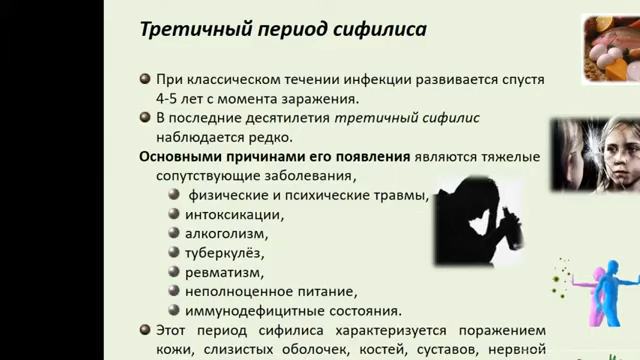 Третичный период сифилиса
При классическом течении инфекции развивается спустя
4-5 лет с момента заражения.
В последние десятилетия третичный сифилис
наблюдается редко.
Основными причинами его появления являются тяжелые
сопутствующие заболевания,
физические и психические травмы,
интоксикации,
алкоголизм,
туберкулёз,
ревматизм,
неполноценное питание,
иммунодефицитные состояния.
Этот период сифилиса характеризуется поражением
кожи, слизистых оболочек, костей, суставов, нервной